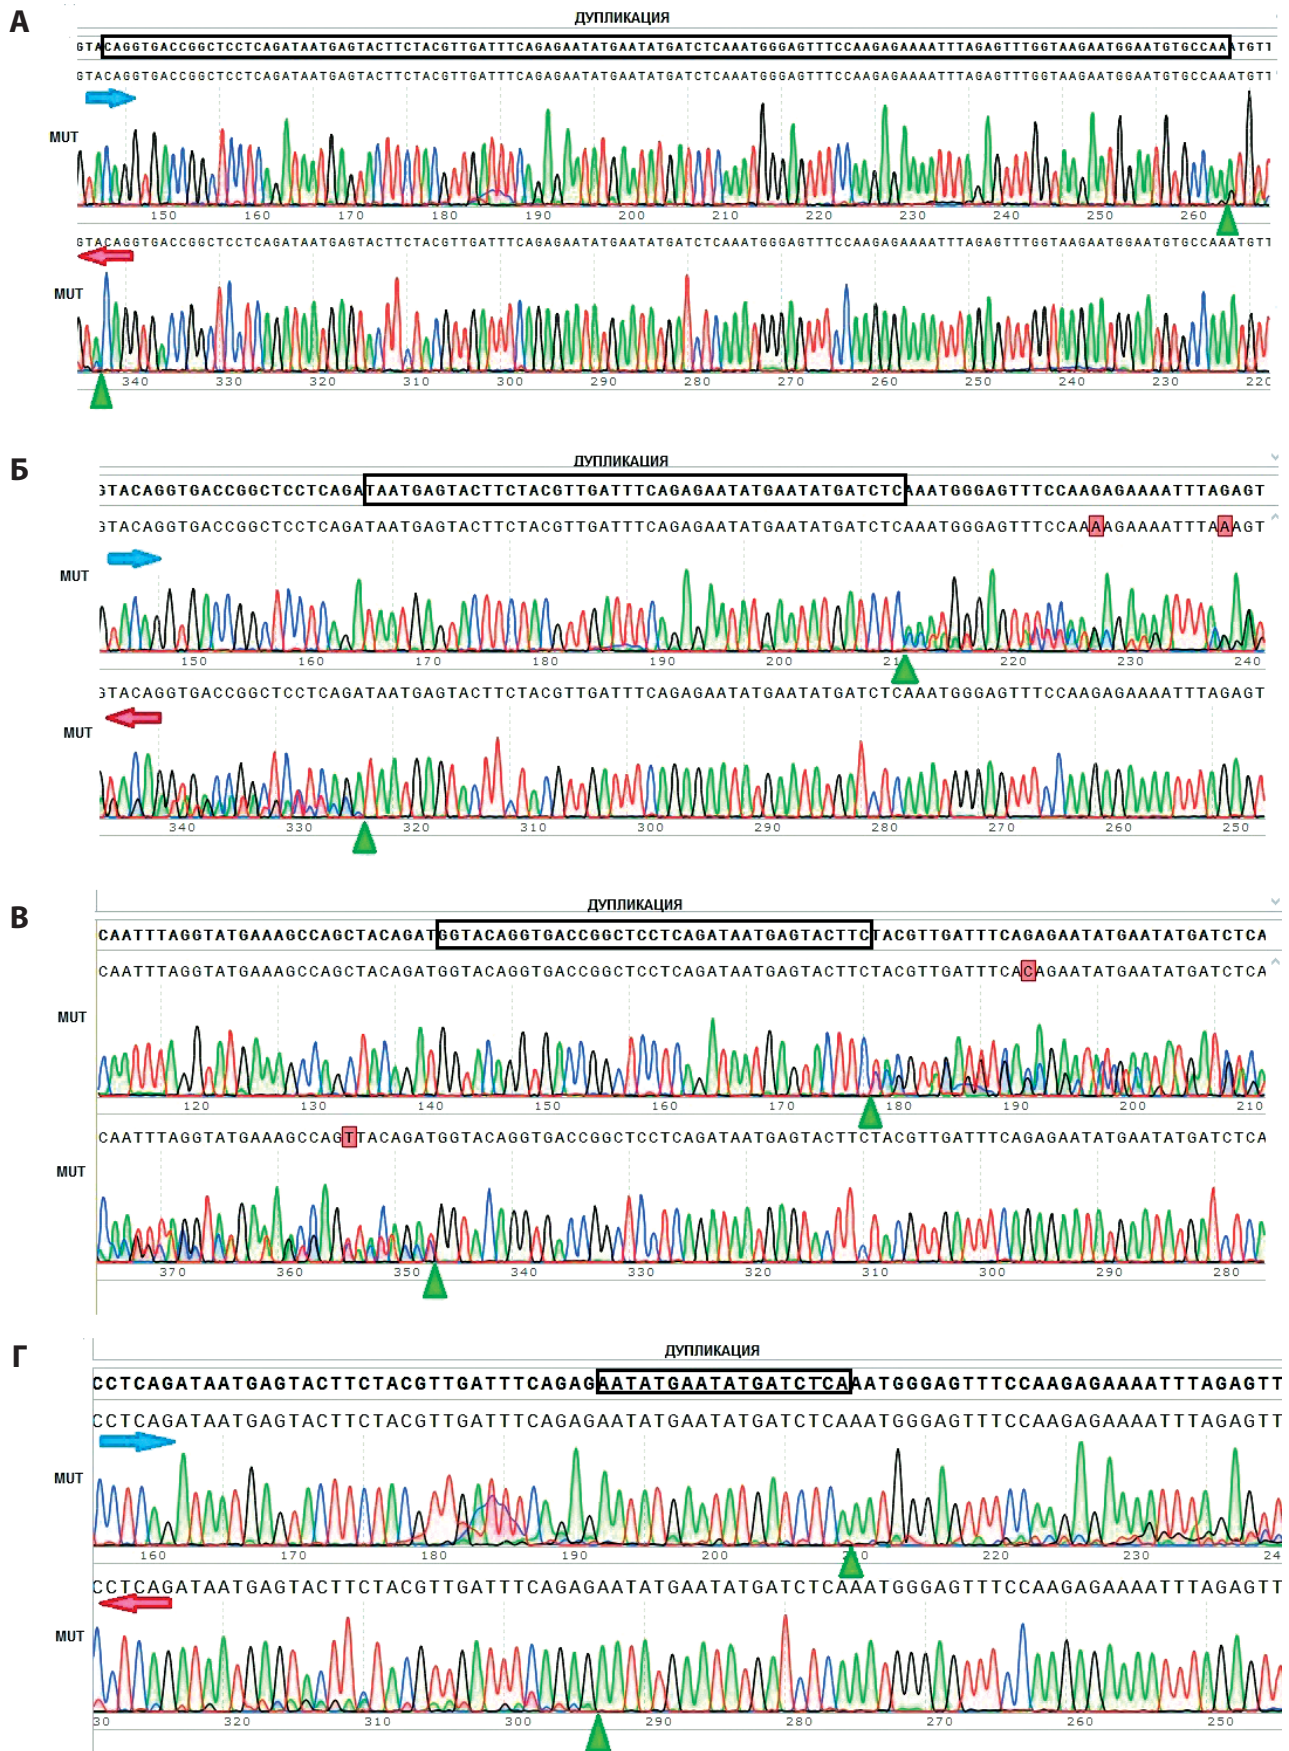 А
ДУПЛИКАЦИЯ
GTACAGGTGACCGGCTCCTCAGATAATGAGTACTTCTACGTTGATTTCAGAGAATATGAATATGATCTCAAATGGGAGTTTCCAAGAGAAAATTTAGAGTTTGGTAAGAATGGAATGTGCCAAATGTT
GTACAGGTGACCGGCTCCTCAGATAATGAGTACTTCTACGTTGATTTCAGAGAATATGAATATGATCTCAAATGGGAGTTTCCAAGAGAAAATTTAGAGTTTGGTAAGAATGGAATGTGCCAAATGTT
MUT
150 160 170 180 190 200 210 220 230 240 250 260
GTACAGGTGACCGGCTCCTCAGATAATGAGTACTTCTACGTTGATTTCAGAGAATATGAATATGATCTCAAATGGGAGTTTCCAAGAGAAAATTTAGAGTTTGGTAAGAATGGAATGTGCCAAATGTT
MUT
340 330 320 310 300 290 280 270 260 250 240 230 220
Б
ДУПЛИКАЦИЯ
GTACAGGTGACCGGCTCCTCAGATAATGAGTACTTCTACGTTGATTTCAGAGAATATGAATATGATCTCAAATGGGAGTTTCCAAGAGAAAATTTAGAGT
GTACAGGTGACCGGCTCCTCAGATAATGAGTACTTCTACGTTGATTTCAGAGAATATGAATATGATCTCAAATGGGAGTTTCCAAAAGAAAATTTAAAGT
MUT
150 160 170 180 190 200 210 220 230 240
GTACAGGTGACCGGCTCCTCAGATAATGAGTACTTCTACGTTGATTTCAGAGAATATGAATATGATCTCAAATGGGAGTTTCCAAGAGAAAATTTAGAGT
MUT
340 330 320 310 300 290 280 270 260 250
В
ДУПЛИКАЦИЯ
CAATTTAGGTATGAAAGCCAGCTACAGATGGTACAGGTGACCGGCTCCTCAGATAATGAGTACTTCTACGTTGATTTCAGAGAATATGAATATGATCTCA
CAATTTAGGTATGAAAGCCAGCTACAGATGGTACAGGTGACCGGCTCCTCAGATAATGAGTACTTCTACGTTGATTTCACAGAATATGAATATGATCTCA
MUT
120 130 140 150 160 170 180 190 200 210
CAATTTAGGTATGAAAGCCAGTTACAGATGGTACAGGTGACCGGCTCCTCAGATAATGAGTACTTCTACGTTGATTTCAGAGAATATGAATATGATCTCA
MUT
370 360 350 340 330 320 310 300 290 280
Г
ДУПЛИКАЦИЯ
CCTCAGATAATGAGTACTTCTACGTTGATTTCAGAGAATATGAATATGATCTCAAATGGGAGTTTCCAAGAGAAAATTTAGAGTT
CCTCAGATAATGAGTACTTCTACGTTGATTTCAGAGAATATGAATATGATCTCAAATGGGAGTTTCCAAGAGAAAATTTAGAGTT
MUT
160 170 180 190 200 210 220 230 24
CCTCAGATAATGAGTACTTCTACGTTGATTTCAGAGAATATGAATATGATCTCAAATGGGAGTTTCCAAGAGAAAATTTAGAGTT
MUT
30 320 310 300 290 280 270 260 250